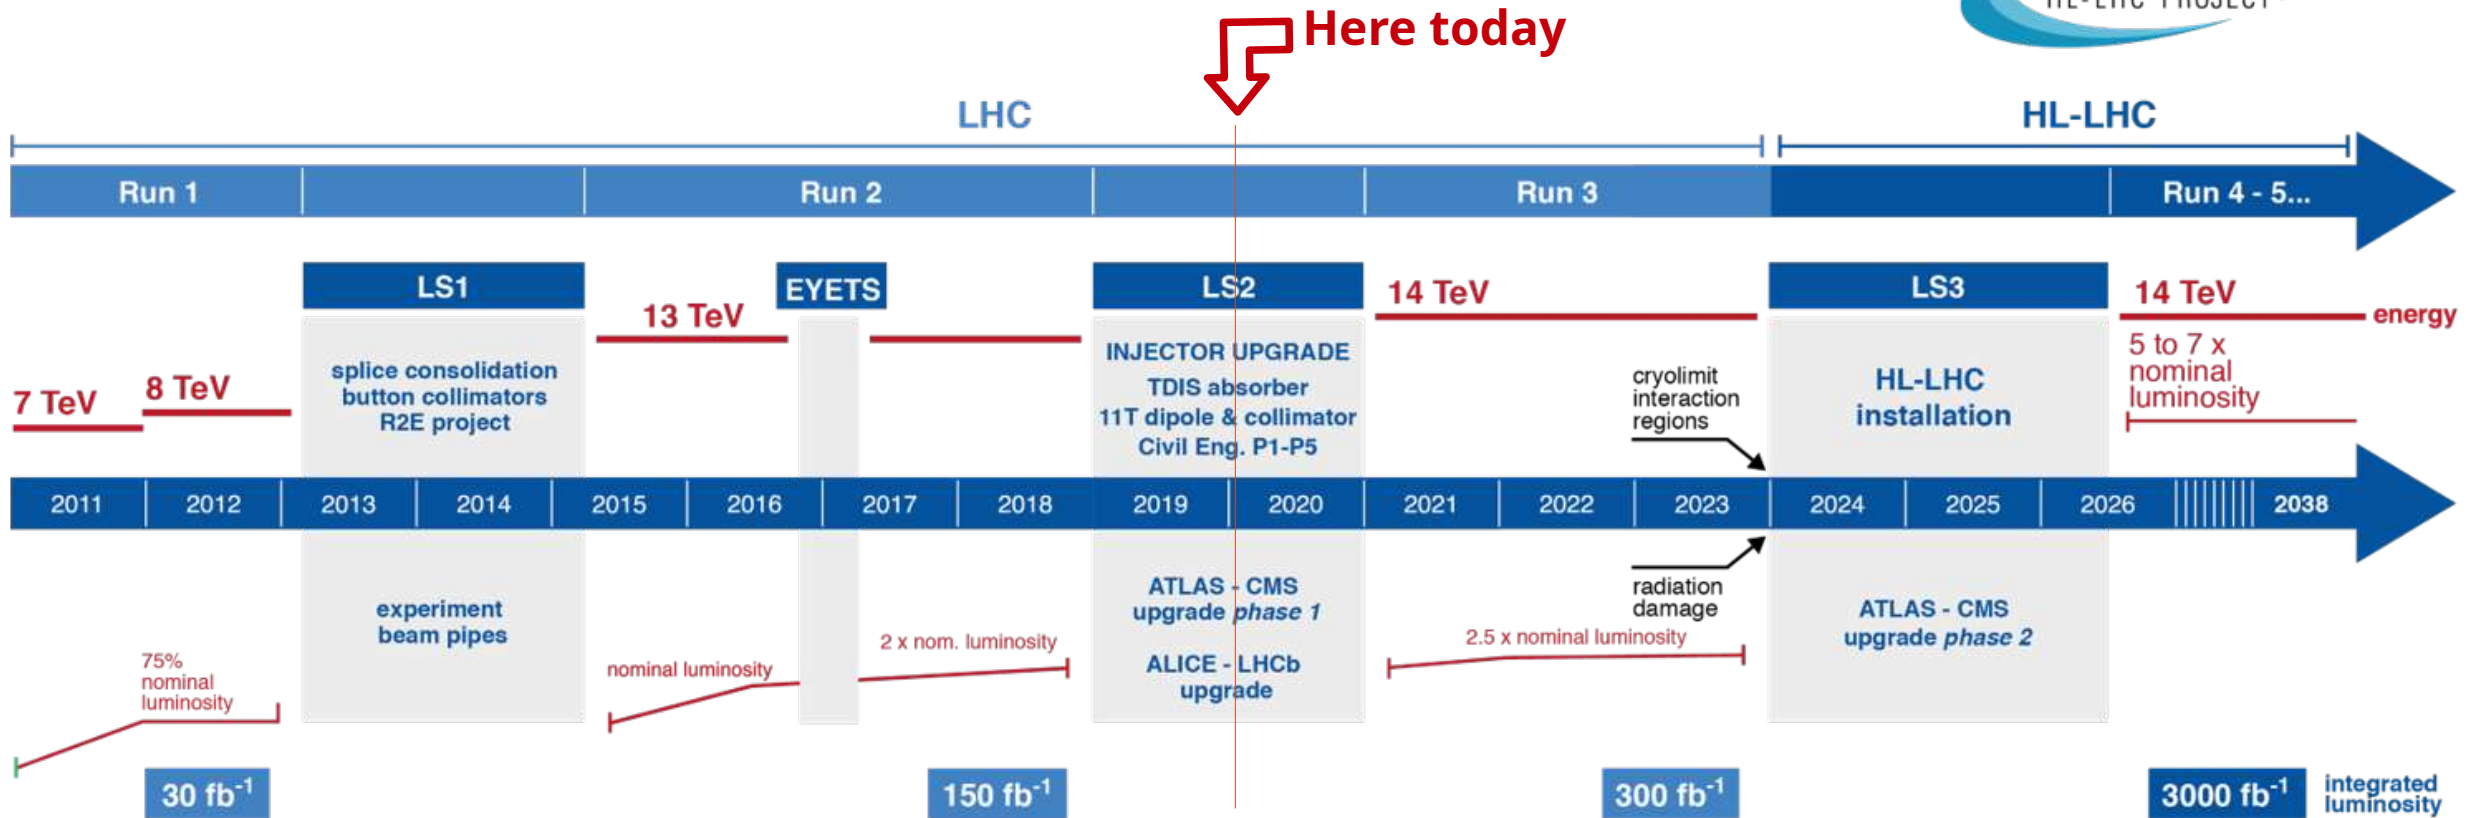 HL-LHC PROJECT
Here today
LHC
HL-LHC
Run 1
Run 2
Run 3
Run 4 - 5...
LS1
EYETS
LS2
LS3
14 TeV
14 TeV
energy
13 TeV
7 TeV
8 TeV
splice consolidation
button collimators
R2E project
INJECTOR UPGRADE
TDIS absorber
11T dipole & collimator
Civil Eng. P1-P5
cryolimit
interaction
regions
HL-LHC
installation
5 to 7 x
nominal
luminosity
2011
2012
2013
2014
2015
2016
2017
2018
2019
2020
2021
2022
2023
2024
2025
2026
2038
experiment
beam pipes
ATLAS - CMS
upgrade phase 1
ALICE - LHCb
upgrade
radiation
damage
ATLAS - CMS
upgrade phase 2
75%
nominal
luminosity
nominal luminosity
2 x nom. luminosity
2.5 x nominal luminosity
30 fb⁻¹
150 fb⁻¹
300 fb⁻¹
3000 fb⁻¹
integrated
luminosity